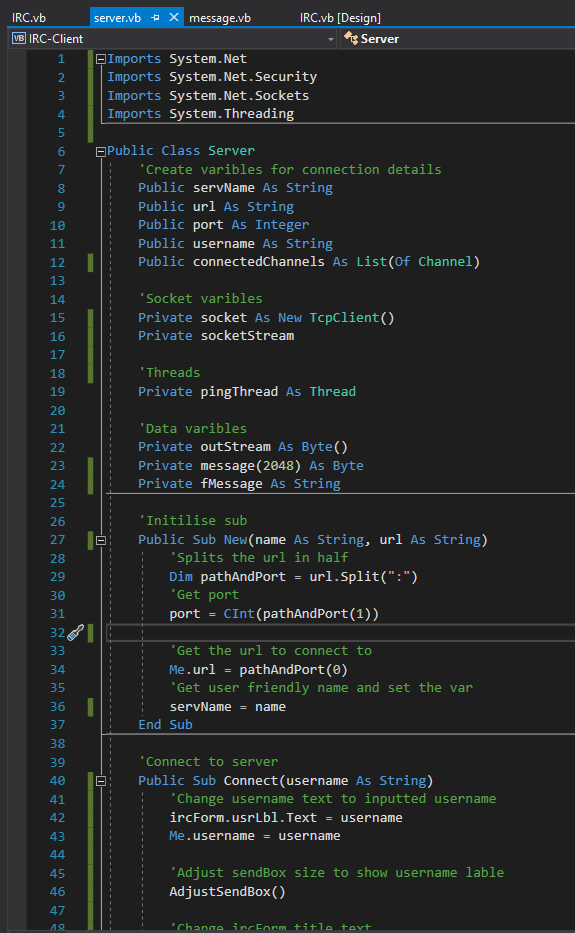 IRC.vb server.vb message.vb IRC.vb [Design]
VB IRC-Client Server
1 Imports System.Net
2 Imports System.Net.Security
3 Imports System.Net.Sockets
4 Imports System.Threading
5
6 Public Class Server
7 'Create varibles for connection details
8 Public servName As String
9 Public url As String
10 Public port As Integer
11 Public username As String
12 Public connectedChannels As List(Of Channel)
13
14 'Socket varibles
15 Private socket As New TcpClient()
16 Private socketStream
17
18 'Threads
19 Private pingThread As Thread
20
21 'Data varibles
22 Private outStream As Byte()
23 Private message(2048) As Byte
24 Private fMessage As String
25
26 'Initilise sub
27 Public Sub New(name As String, url As String)
28 'Splits the url in half
29 Dim pathAndPort = url.Split(":")
30 'Get port
31 port = CInt(pathAndPort(1))
32
33 'Get the url to connect to
34 Me.url = pathAndPort(0)
35 'Get user friendly name and set the var
36 servName = name
37 End Sub
38
39 'Connect to server
40 Public Sub Connect(username As String)
41 'Change username text to inputted username
42 ircForm.usrLbl.Text = username
43 Me.username = username
44
45 'Adjust sendBox size to show username lable
46 AdjustSendBox()
47
48 'Change ircForm title text